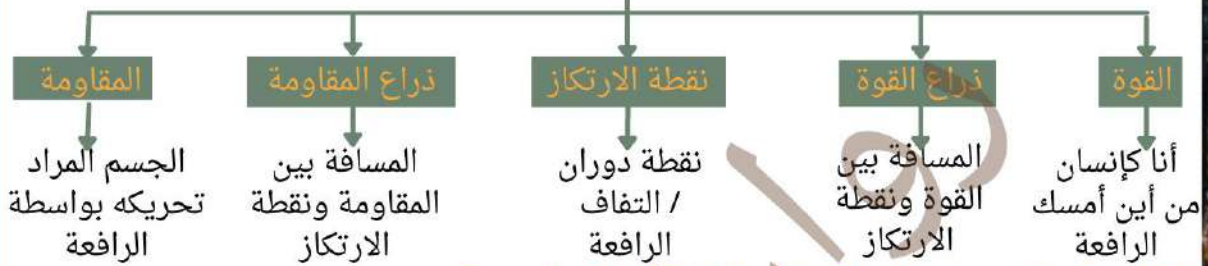 القوة
ذراع القوة
نقطة الارتكاز
ذراع المقاومة
المقاومة
أنا كإنسان
من أين أمسك
الرافعة
المسافة بين
القوة ونقطة
الارتكاز
نقطة دوران
/ التفاف
الرافعة
المسافة بين
المقاومة ونقطة
الارتكاز
الجسم المراد
تحريكه بواسطة
الرافعة